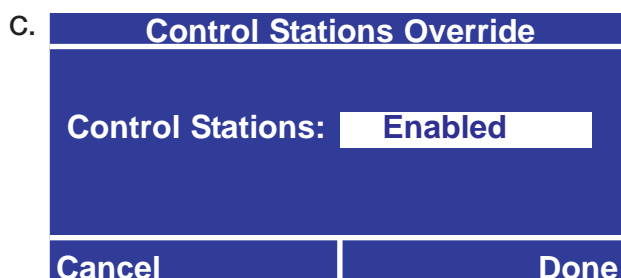 C. Control Stations Override
Control Stations: Enabled
Cancel Done